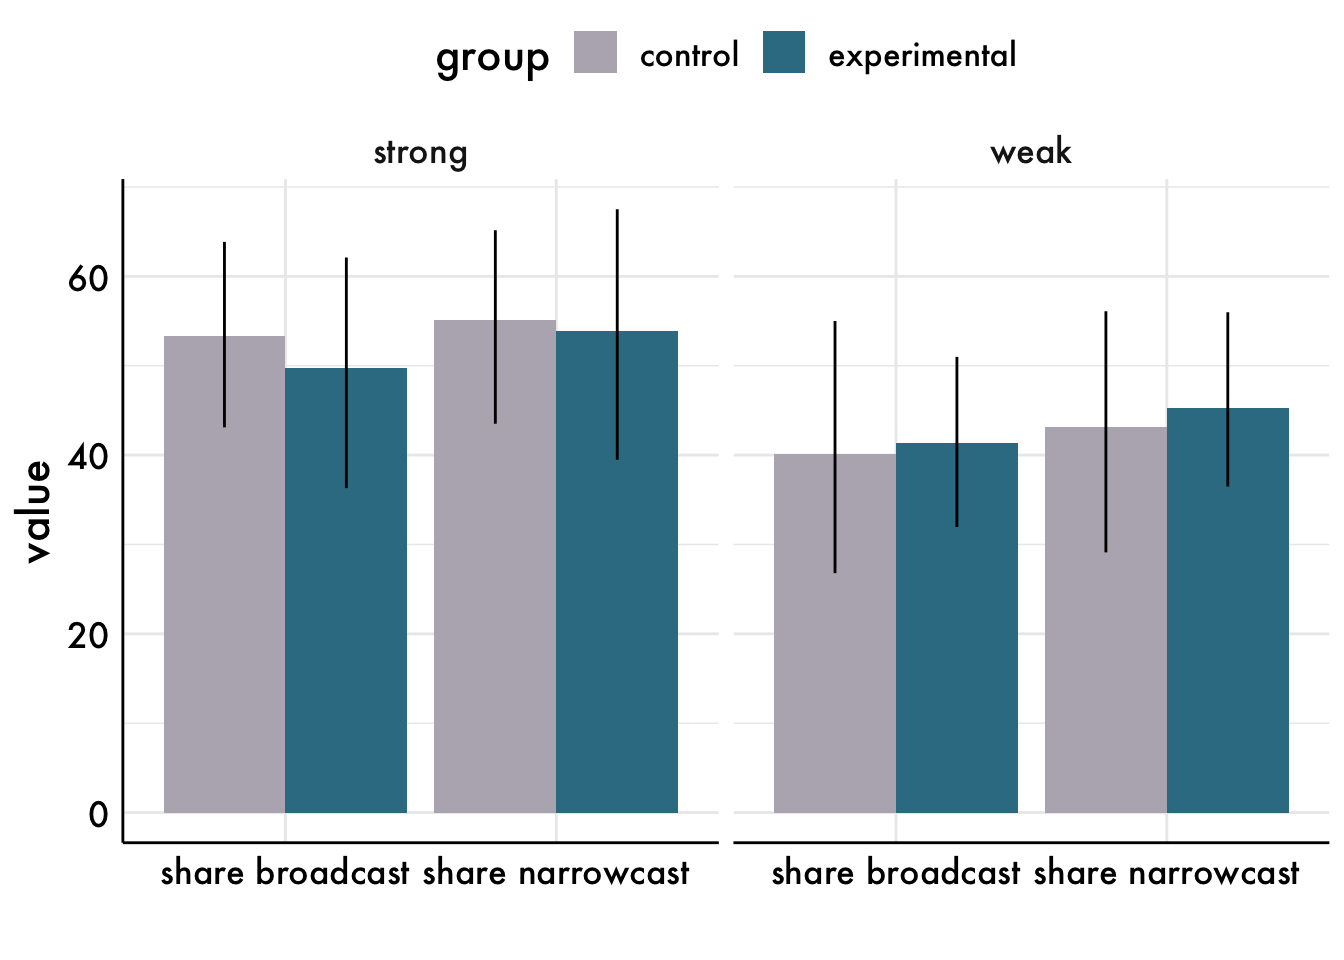 group control experimental
strong weak
value
60
40
20
0
share broadcast share narrowcast share broadcast share narrowcast